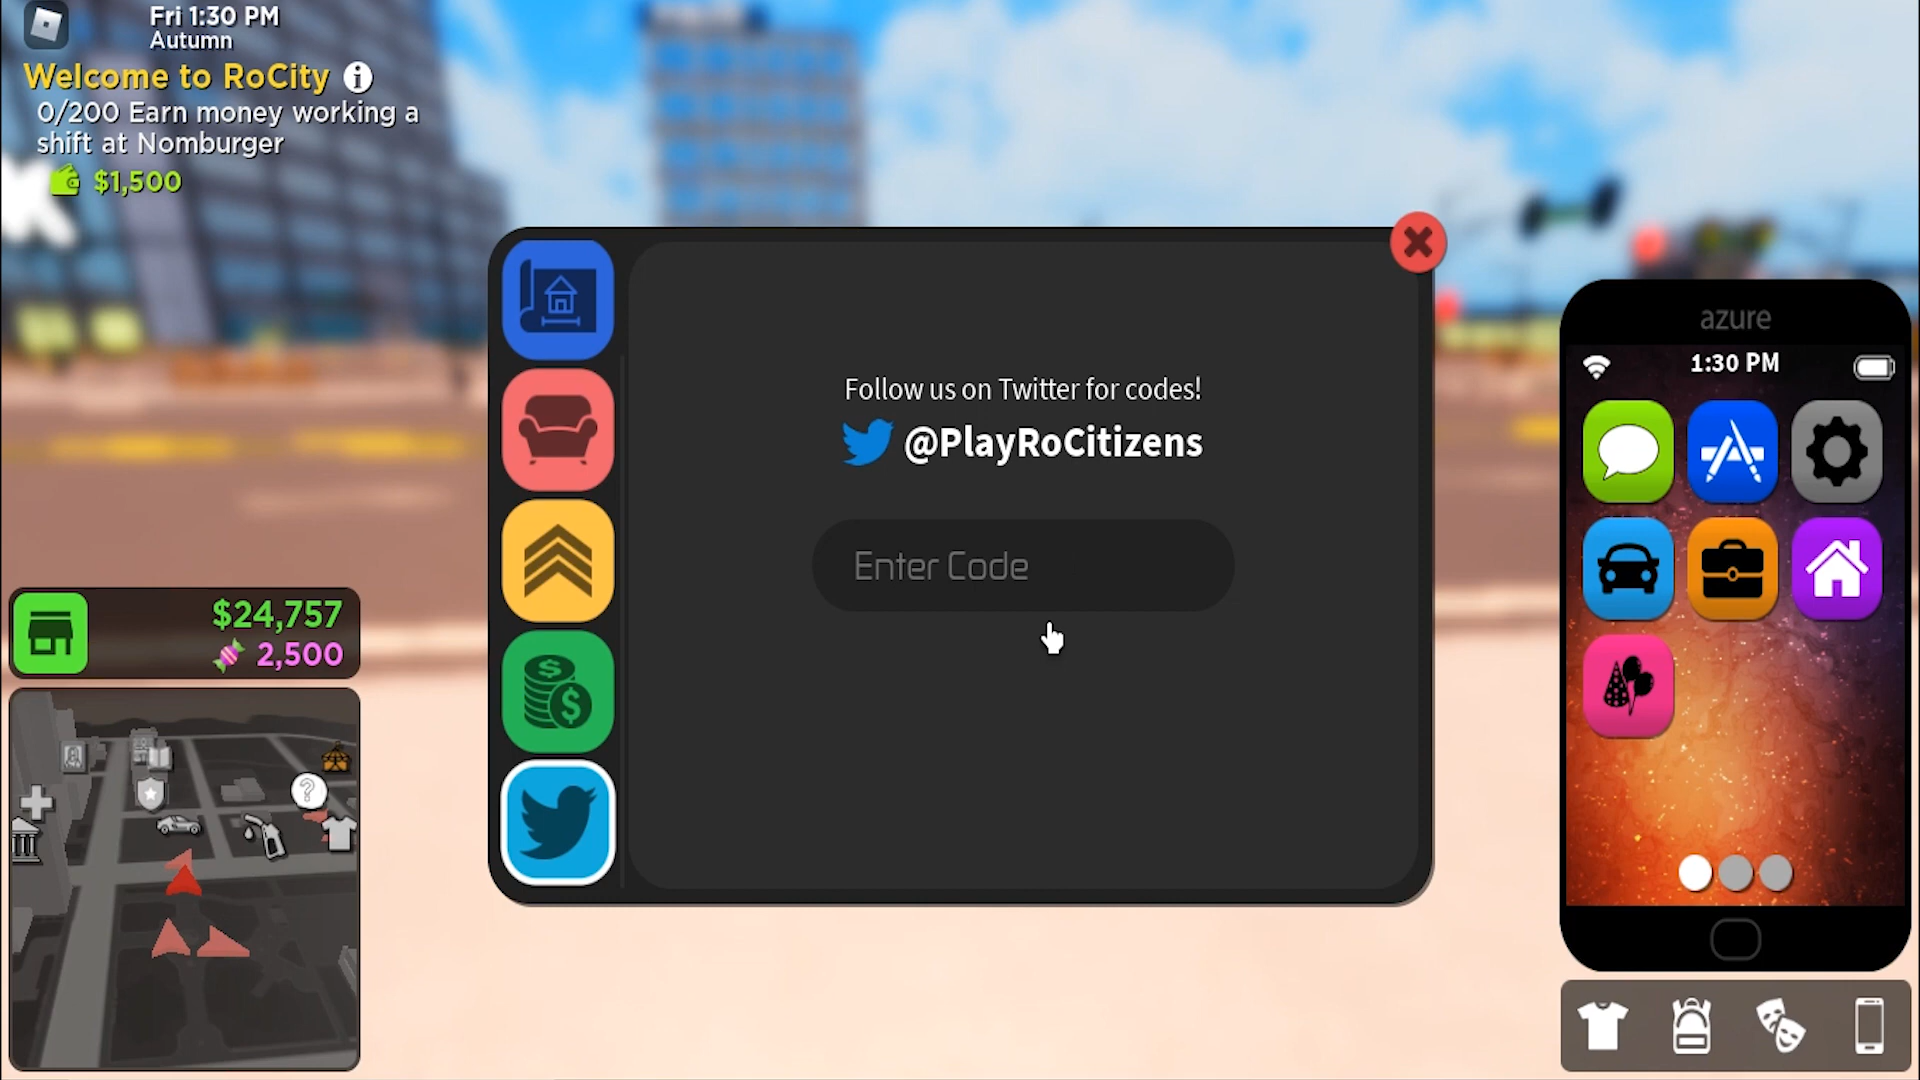 Fri 1:30 PM
Autumn
Welcome to RoCity
0/200 Earn money working a
shift at Nomburger
$1,500
Follow us on Twitter for codes!
@PlayRoCitizens
Enter Code
$24,757
2,500
azure
1:30 PM